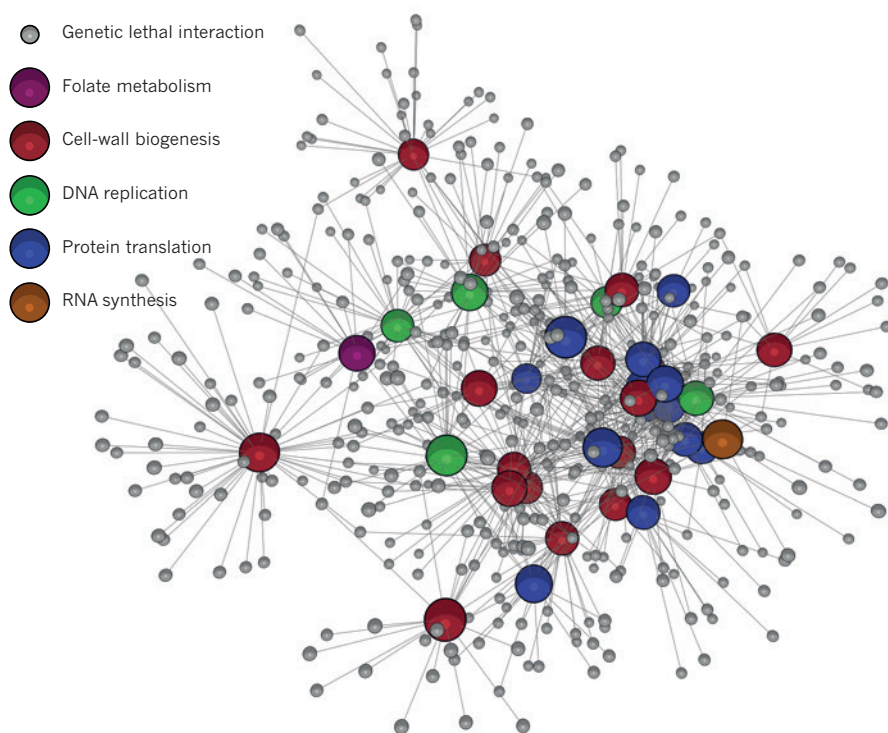 Genetic lethal interaction
Folate metabolism
Cell-wall biogenesis
DNA replication
Protein translation
RNA synthesis